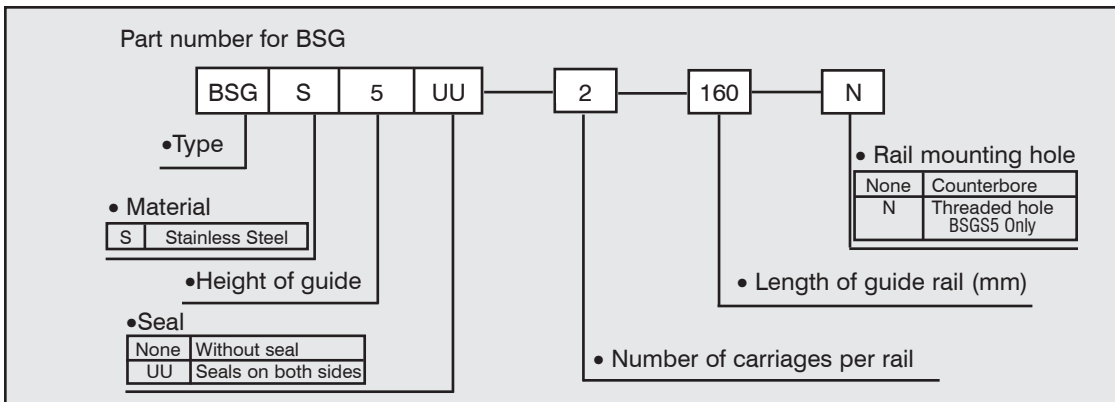 Part number for BSG
BSG S 5 UU 2 160 N
•Type
• Rail mounting hole
None Counterbore
N Threaded hole
BSGS5 Only
• Material
S Stainless Steel
•Height of guide
• Length of guide rail (mm)
•Seal
None Without seal
UU Seals on both sides
• Number of carriages per rail